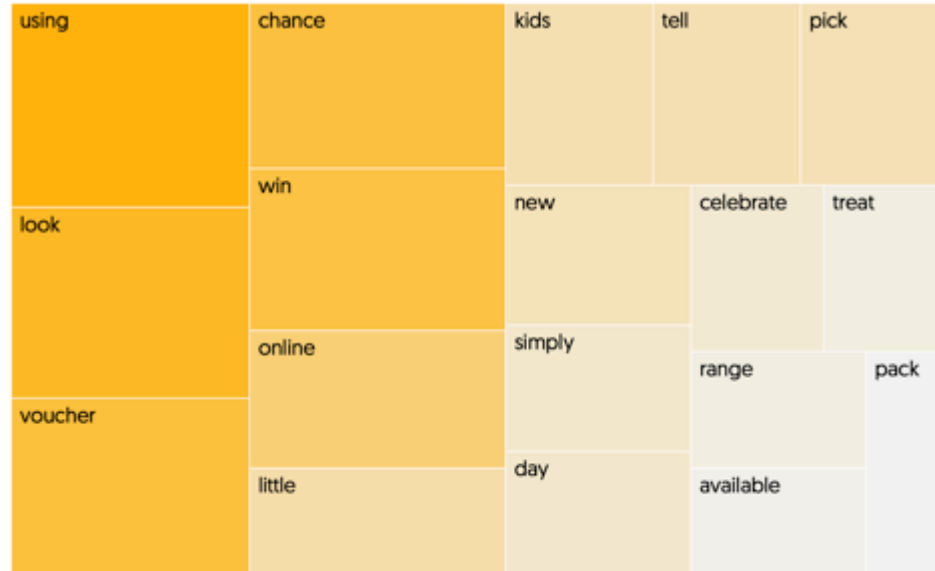 using
look
voucher
chance
win
online
little
kids
tell
pick
new
simply
day
celebrate
treat
range
available
pack